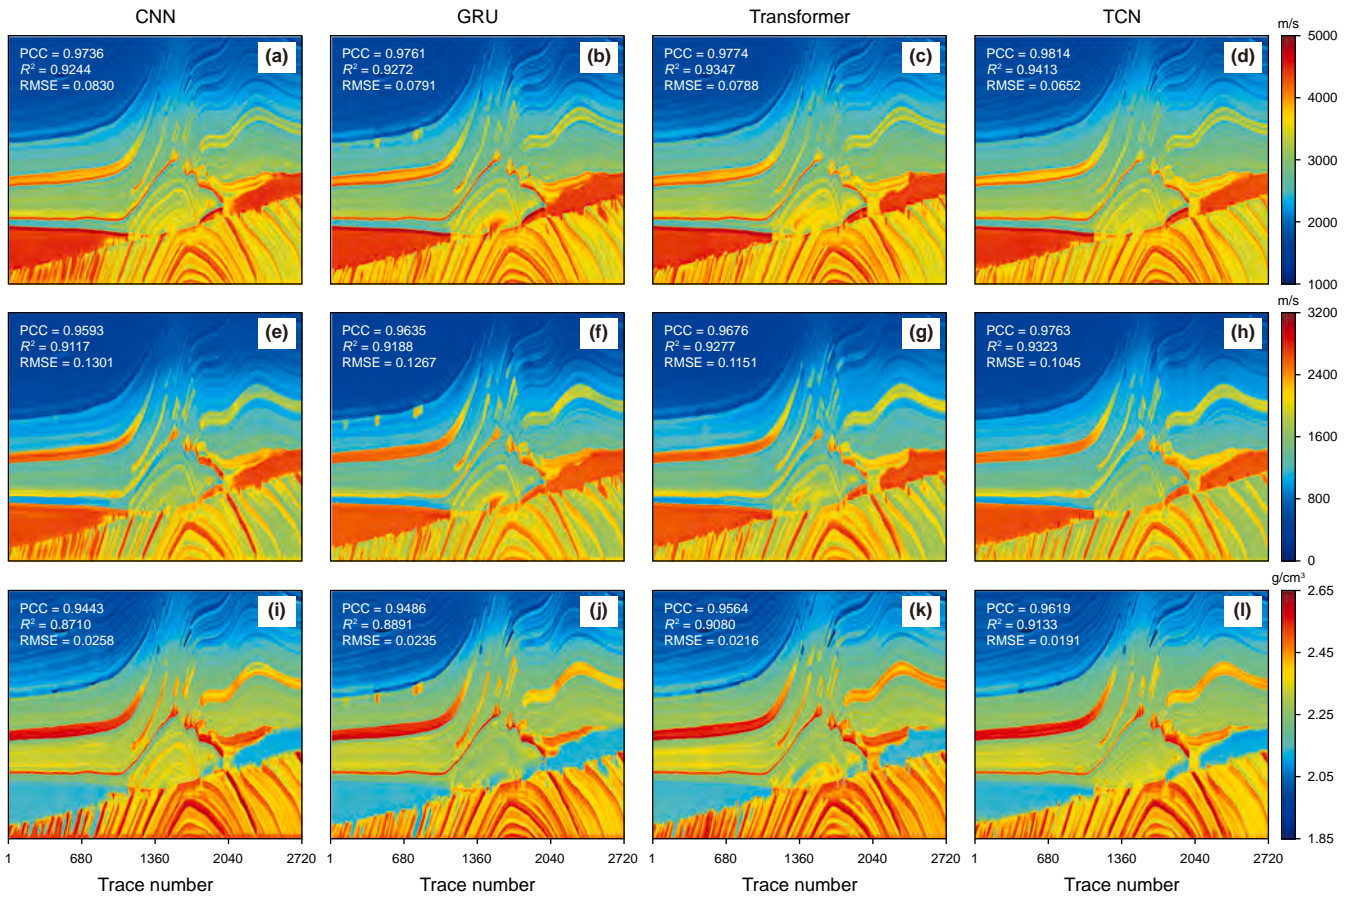 CNN
GRU
Transformer
TCN
PCC = 0.9736
R² = 0.9244
RMSE = 0.0830
(a)
PCC = 0.9761
R² = 0.9272
RMSE = 0.0791
(b)
PCC = 0.9774
R² = 0.9347
RMSE = 0.0788
(c)
PCC = 0.9814
R² = 0.9413
RMSE = 0.0652
(d)
m/s
5000
4000
3000
2000
1000
PCC = 0.9593
R² = 0.9117
RMSE = 0.1301
(e)
PCC = 0.9635
R² = 0.9188
RMSE = 0.1267
(f)
PCC = 0.9676
R² = 0.9277
RMSE = 0.1151
(g)
PCC = 0.9763
R² = 0.9323
RMSE = 0.1045
(h)
m/s
3200
2400
1600
800
0
PCC = 0.9443
R² = 0.8710
RMSE = 0.0258
(i)
PCC = 0.9486
R² = 0.8891
RMSE = 0.0235
(j)
PCC = 0.9564
R² = 0.9080
RMSE = 0.0216
(k)
PCC = 0.9619
R² = 0.9133
RMSE = 0.0191
(l)
g/cm³
2.65
2.45
2.25
2.05
1.85
1 680 1360 2040 2720
1 680 1360 2040 2720
1 680 1360 2040 2720
1 680 1360 2040 2720
Trace number
Trace number
Trace number
Trace number